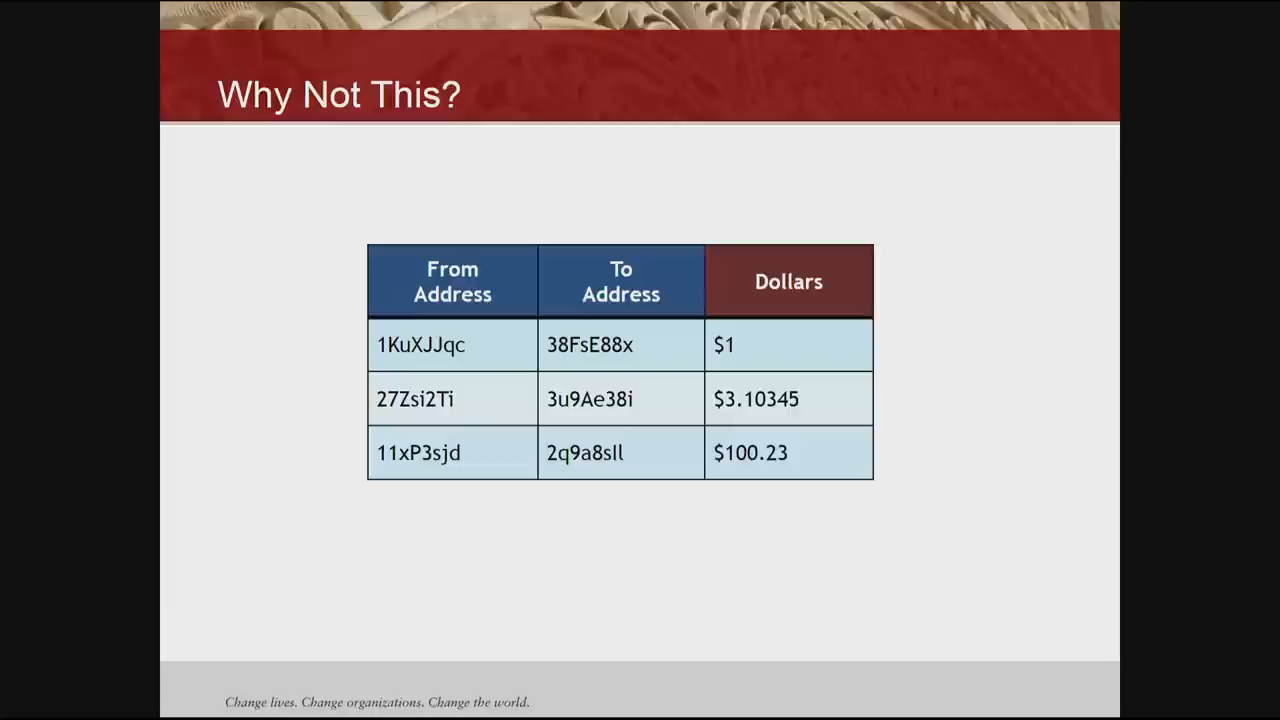 Why Not This?
From
Address
To
Address
Dollars
1KuXJJqc
38FsE88x
$1
27Zsi2Ti
3u9Ae38i
$3.10345
11xP3sjd
2q9a8sIl
$100.23
Change lives. Change organizations. Change the world.